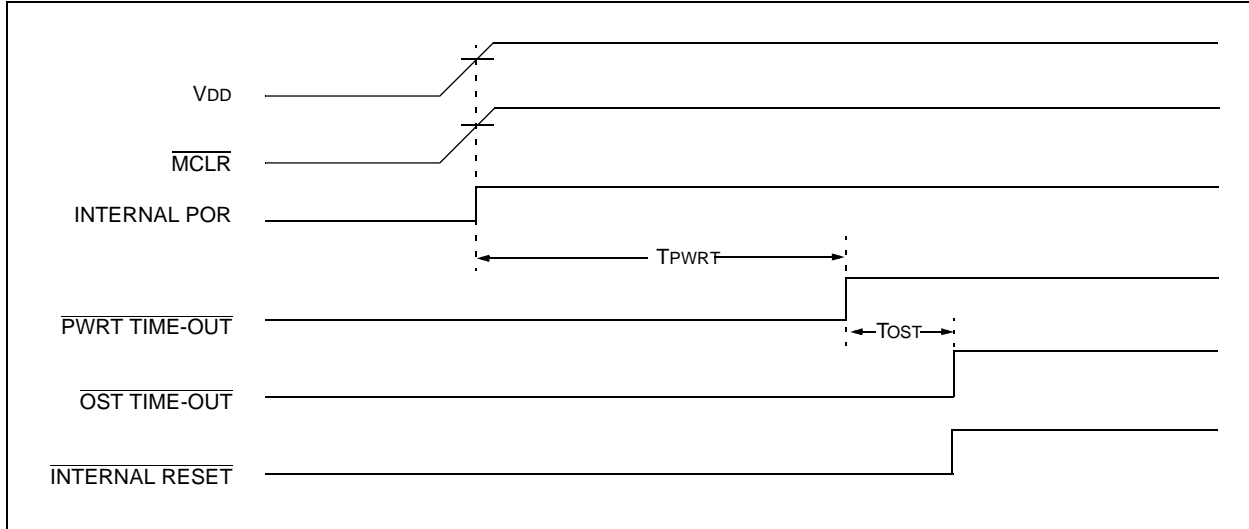 VDD
MCLR
INTERNAL POR
TPWRT
PWRT TIME-OUT
TOST
OST TIME-OUT
INTERNAL RESET